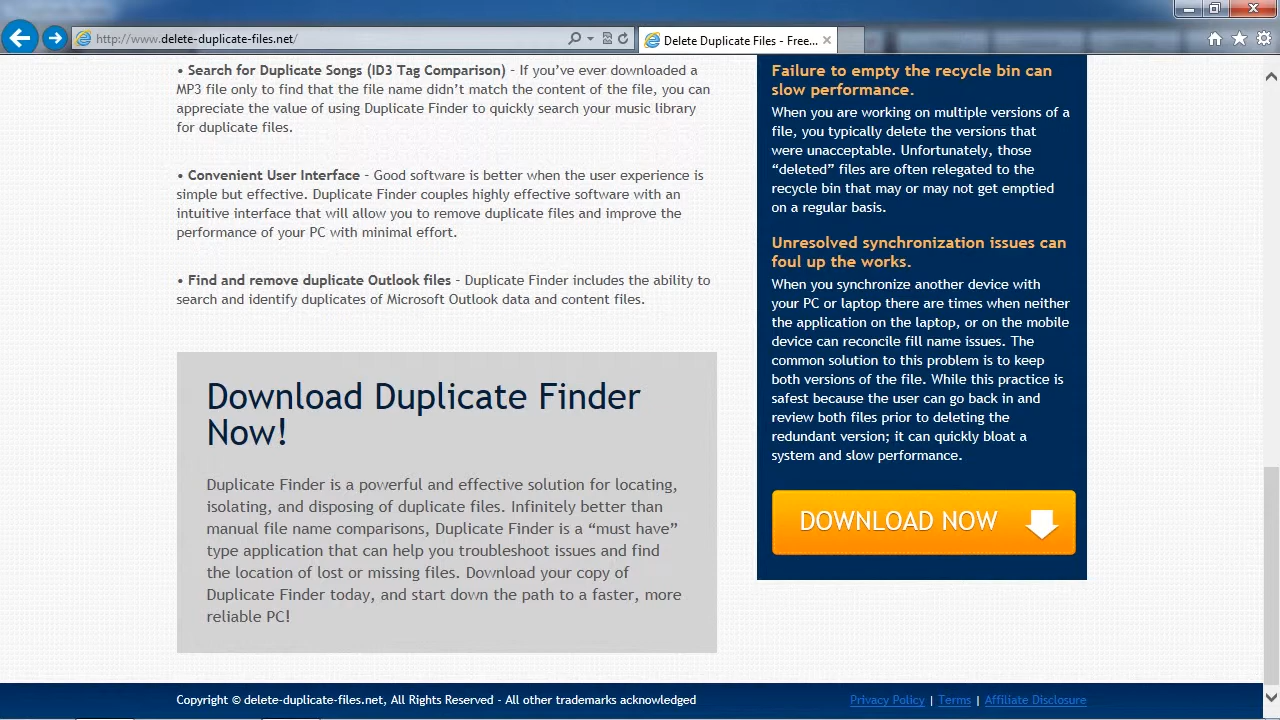 http://www.delete-duplicate-files.net/
Delete Duplicate Files - Free...
• Search for Duplicate Songs (ID3 Tag Comparison) – If you’ve ever downloaded a
MP3 file only to find that the file name didn’t match the content of the file, you can
appreciate the value of using Duplicate Finder to quickly search your music library
for duplicate files.
• Convenient User Interface – Good software is better when the user experience is
simple but effective. Duplicate Finder couples highly effective software with an
intuitive interface that will allow you to remove duplicate files and improve the
performance of your PC with minimal effort.
• Find and remove duplicate Outlook files – Duplicate Finder includes the ability to
search and identify duplicates of Microsoft Outlook data and content files.
Download Duplicate Finder
Now!
Duplicate Finder is a powerful and effective solution for locating,
isolating, and disposing of duplicate files. Infinitely better than
manual file name comparisons, Duplicate Finder is a “must have”
type application that can help you troubleshoot issues and find
the location of lost or missing files. Download your copy of
Duplicate Finder today, and start down the path to a faster, more
reliable PC!
Failure to empty the recycle bin can
slow performance.
When you are working on multiple versions of a
file, you typically delete the versions that
were unacceptable. Unfortunately, those
“deleted” files are often relegated to the
recycle bin that may or may not get emptied
on a regular basis.
Unresolved synchronization issues can
foul up the works.
When you synchronize another device with
your PC or laptop there are times when neither
the application on the laptop, or on the mobile
device can reconcile fill name issues. The
common solution to this problem is to keep
both versions of the file. While this practice is
safest because the user can go back in and
review both files prior to deleting the
redundant version; it can quickly bloat a
system and slow performance.
DOWNLOAD NOW
Copyright © delete-duplicate-files.net, All Rights Reserved - All other trademarks acknowledged
Privacy Policy | Terms | Affiliate Disclosure